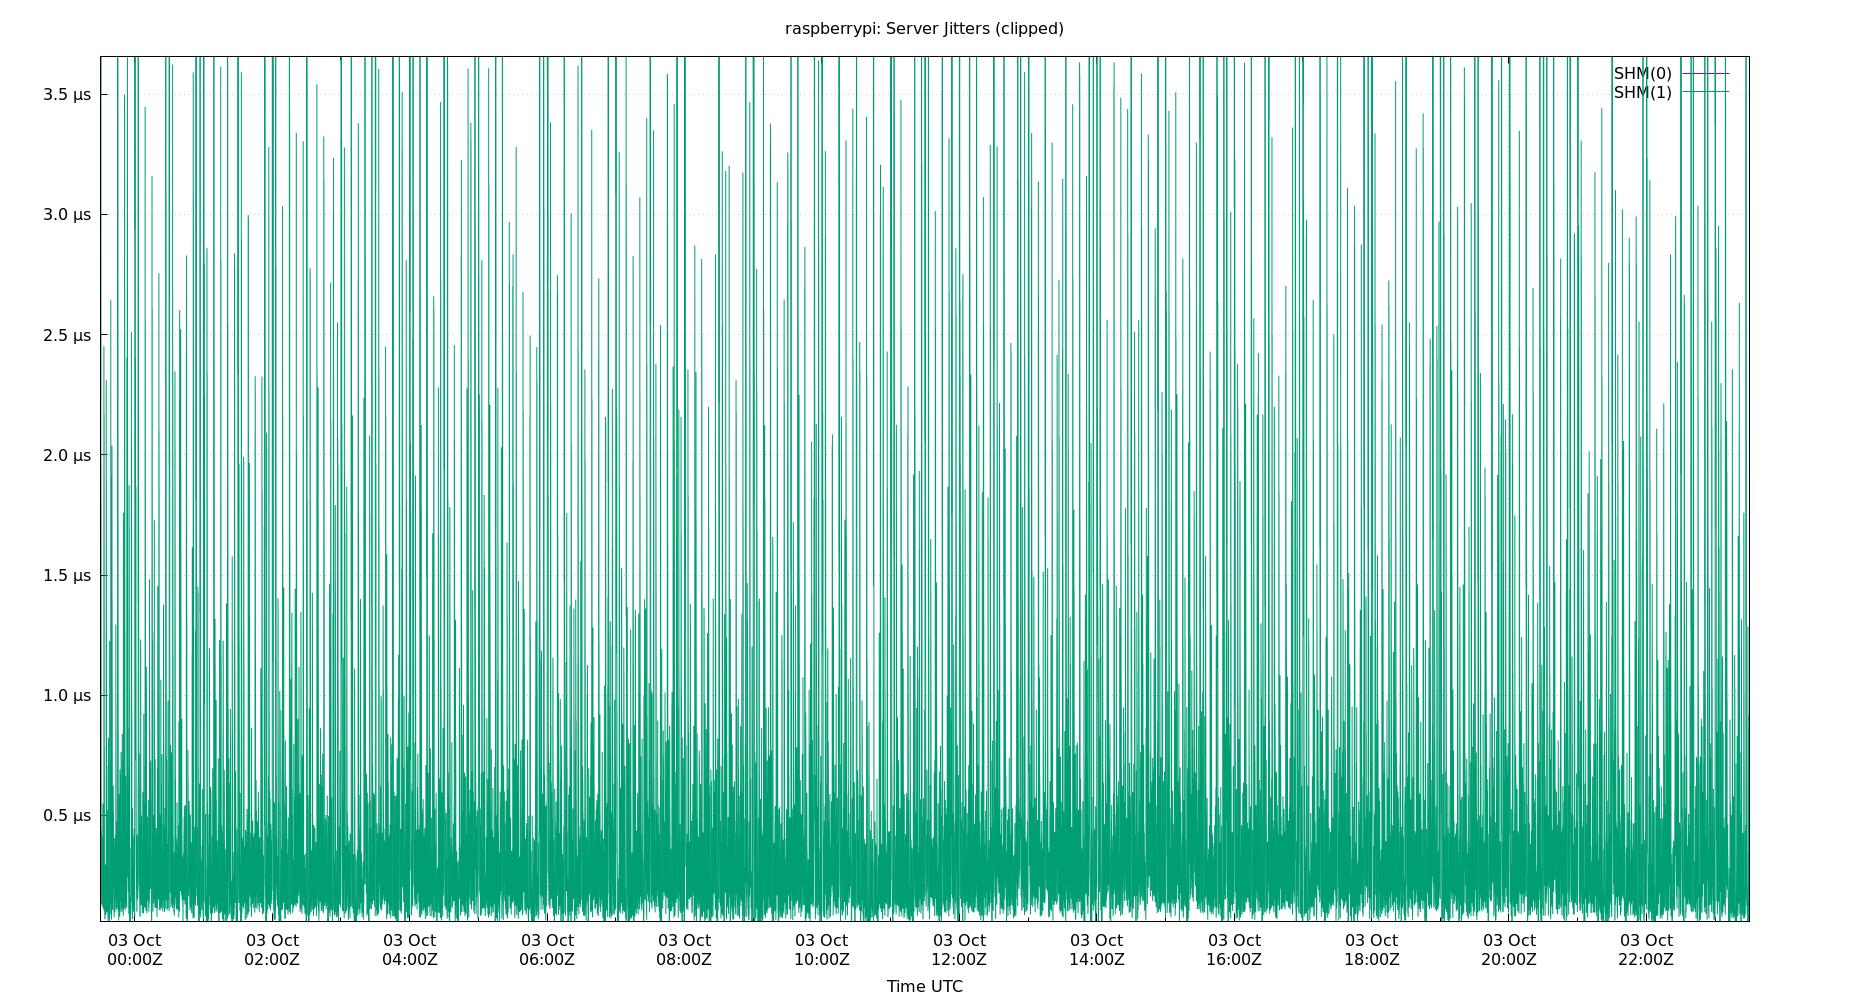 raspberrypi: Server Jitters (clipped)
SHM(0)
SHM(1)
3.5 µs
3.0 µs
2.5 µs
2.0 µs
1.5 µs
1.0 µs
0.5 µs
03 Oct 03 Oct 03 Oct 03 Oct 03 Oct 03 Oct 03 Oct 03 Oct 03 Oct 03 Oct 03 Oct 03 Oct
00:00Z 02:00Z 04:00Z 06:00Z 08:00Z 10:00Z 12:00Z 14:00Z 16:00Z 18:00Z 20:00Z 22:00Z
Time UTC